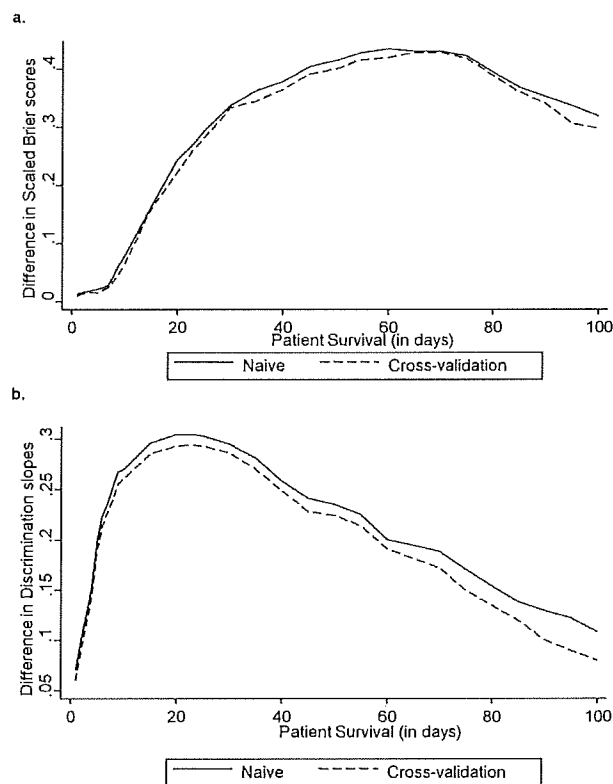 a.
Difference in Scaled Brier scores
.4
.3
.2
.1
0
0
20
40
60
80
100
Patient Survival (in days)
Naive
Cross-validation
b.
Difference in Discrimination slopes
.3
.25
.2
.15
.1
.05
0
20
40
60
80
100
Patient Survival (in days)
Naive
Cross-validation